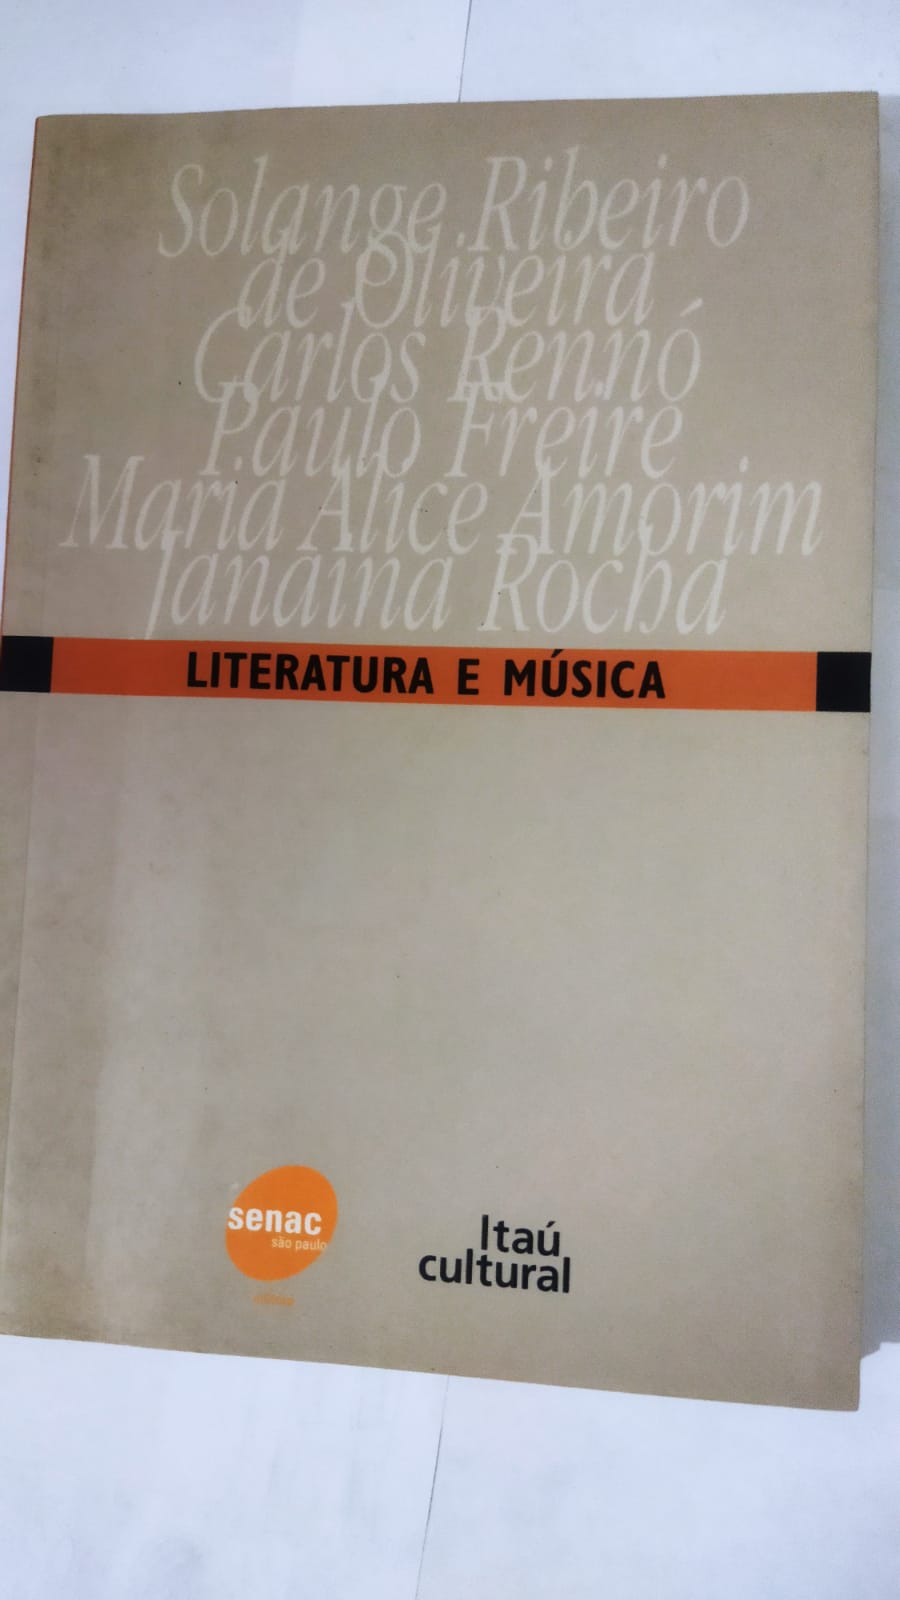 Solange Ribeiro
de Oliveira
Carlos Rennó
Paulo Freire
Maria Alice Amorim
Janaina Rocha
LITERATURA E MÚSICA
senac
são paulo
Itaú
cultural